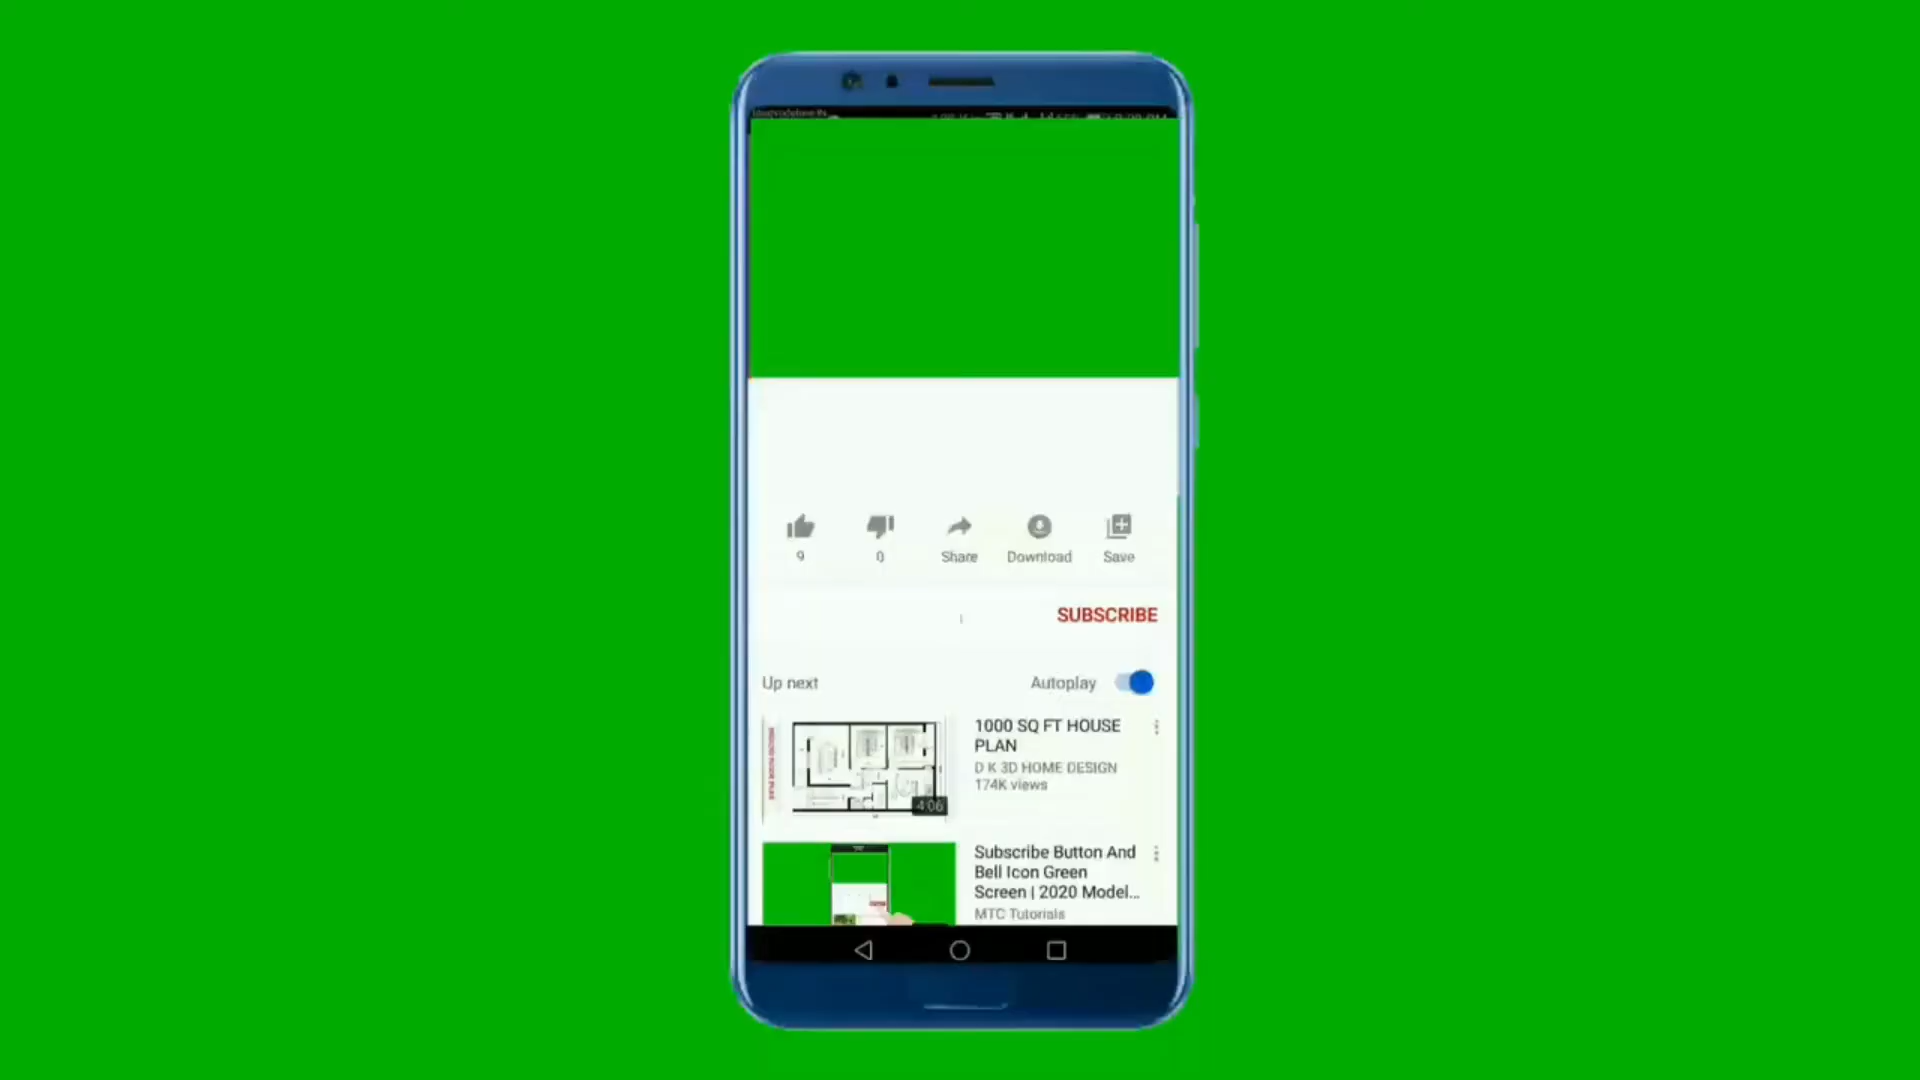 9
0
Share
Download
Save
SUBSCRIBE
Up next
Autoplay
1000 SQ FT HOUSE
PLAN
D K 3D HOME DESIGN
174K views
4:06
Subscribe Button And
Bell Icon Green
Screen | 2020 Model...
MTC Tutorials